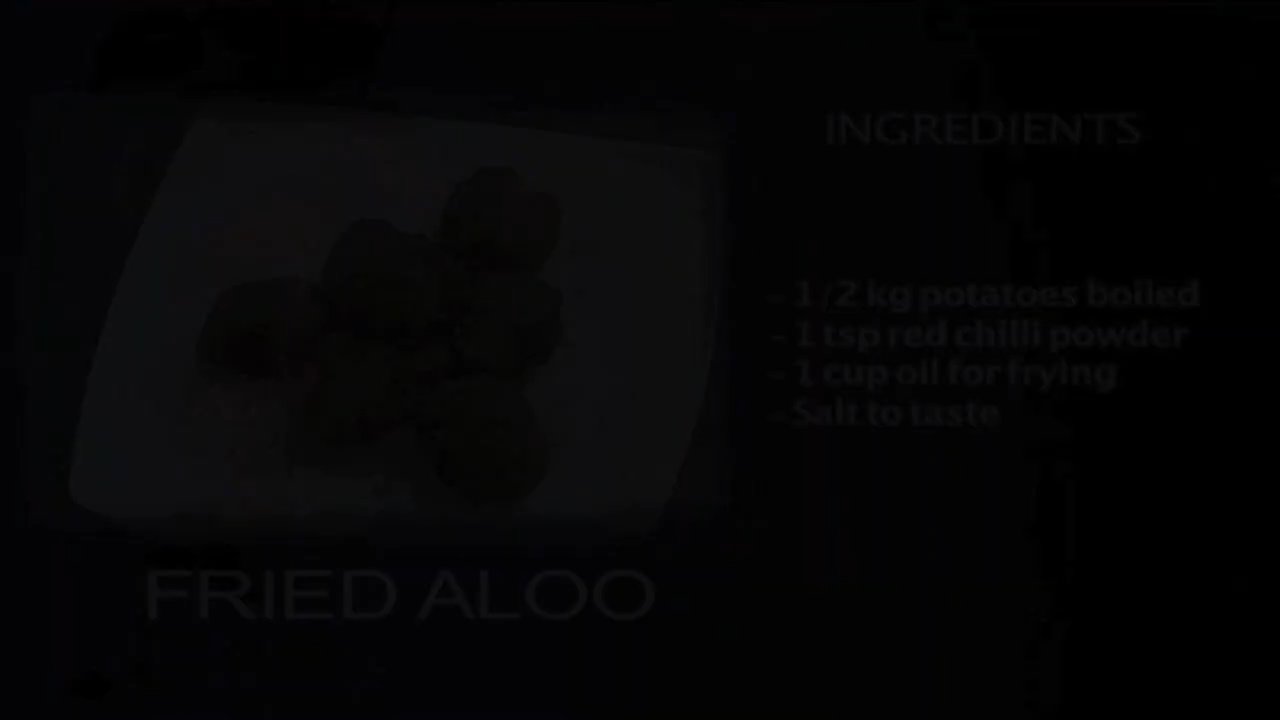 INGREDIENTS
- 1/2 kg potatoes boiled
- 1 tsp red chilli powder
- 1 cup oil for frying
- Salt to taste
FRIED ALOO